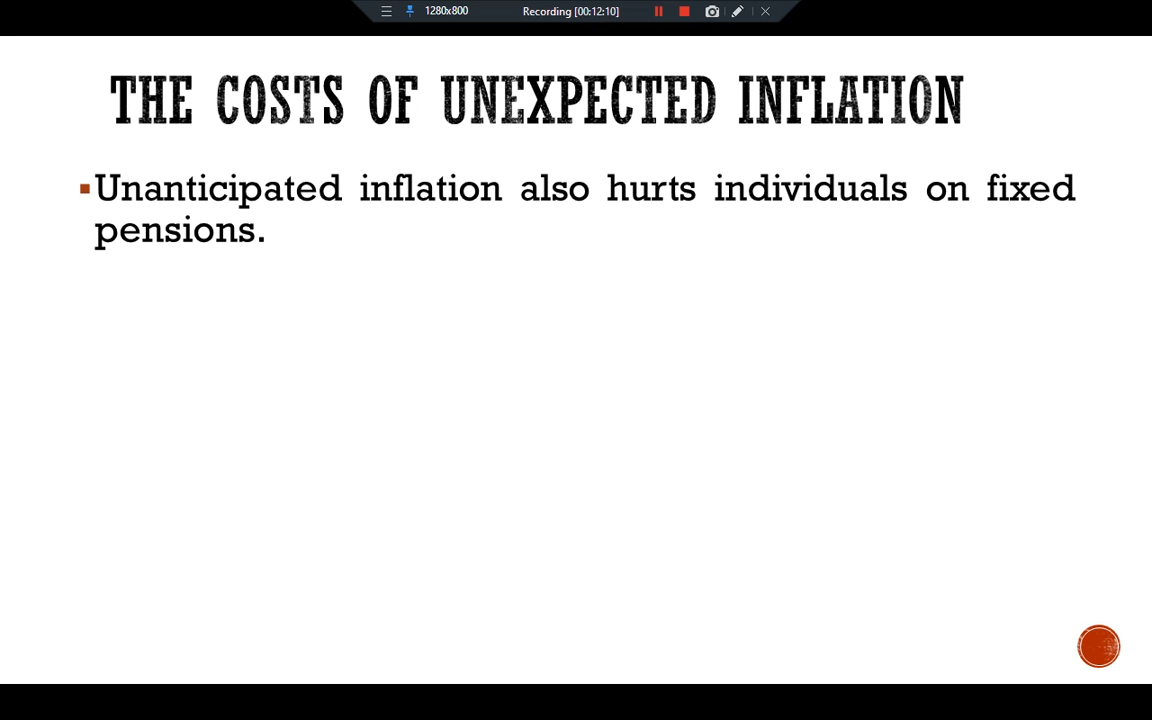 1280x800 Recording [00:12:10]
THE COSTS OF UNEXPECTED INFLATION
▪Unanticipated inflation also hurts individuals on fixed
pensions.